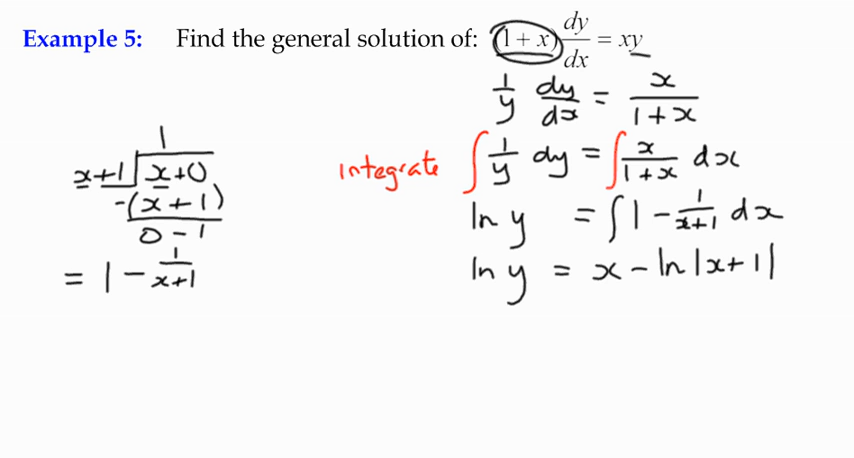 Example 5: Find the general solution of: (1 + x) dy/dx = xy
1/y dy/dx = x/(1+x)
1
x+1 x+0
-(x+1)
0-1
= 1 - 1/(x+1)
Integrate ∫ 1/y dy = ∫ x/(1+x) dx
ln y = ∫ 1 - 1/(x+1) dx
ln y = x - ln|x+1|